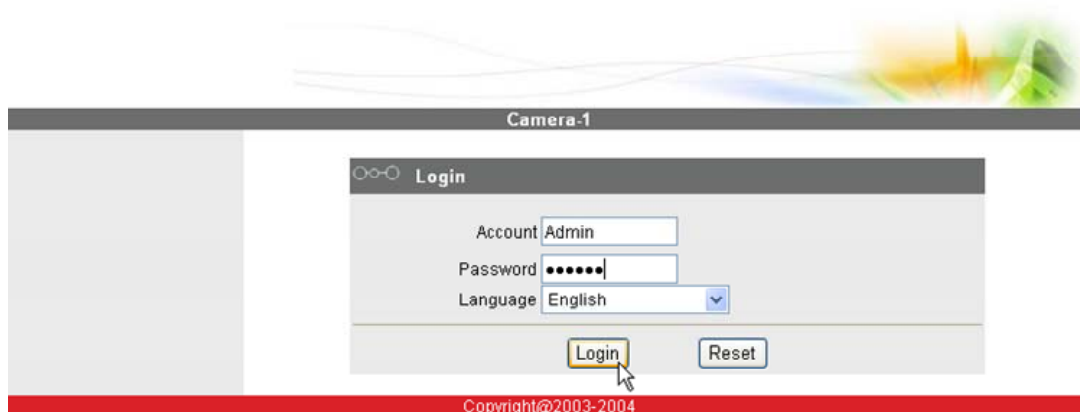 Camera-1
Login
Account Admin
Password ••••••
Language English
Login Reset
Copyright@2003-2004